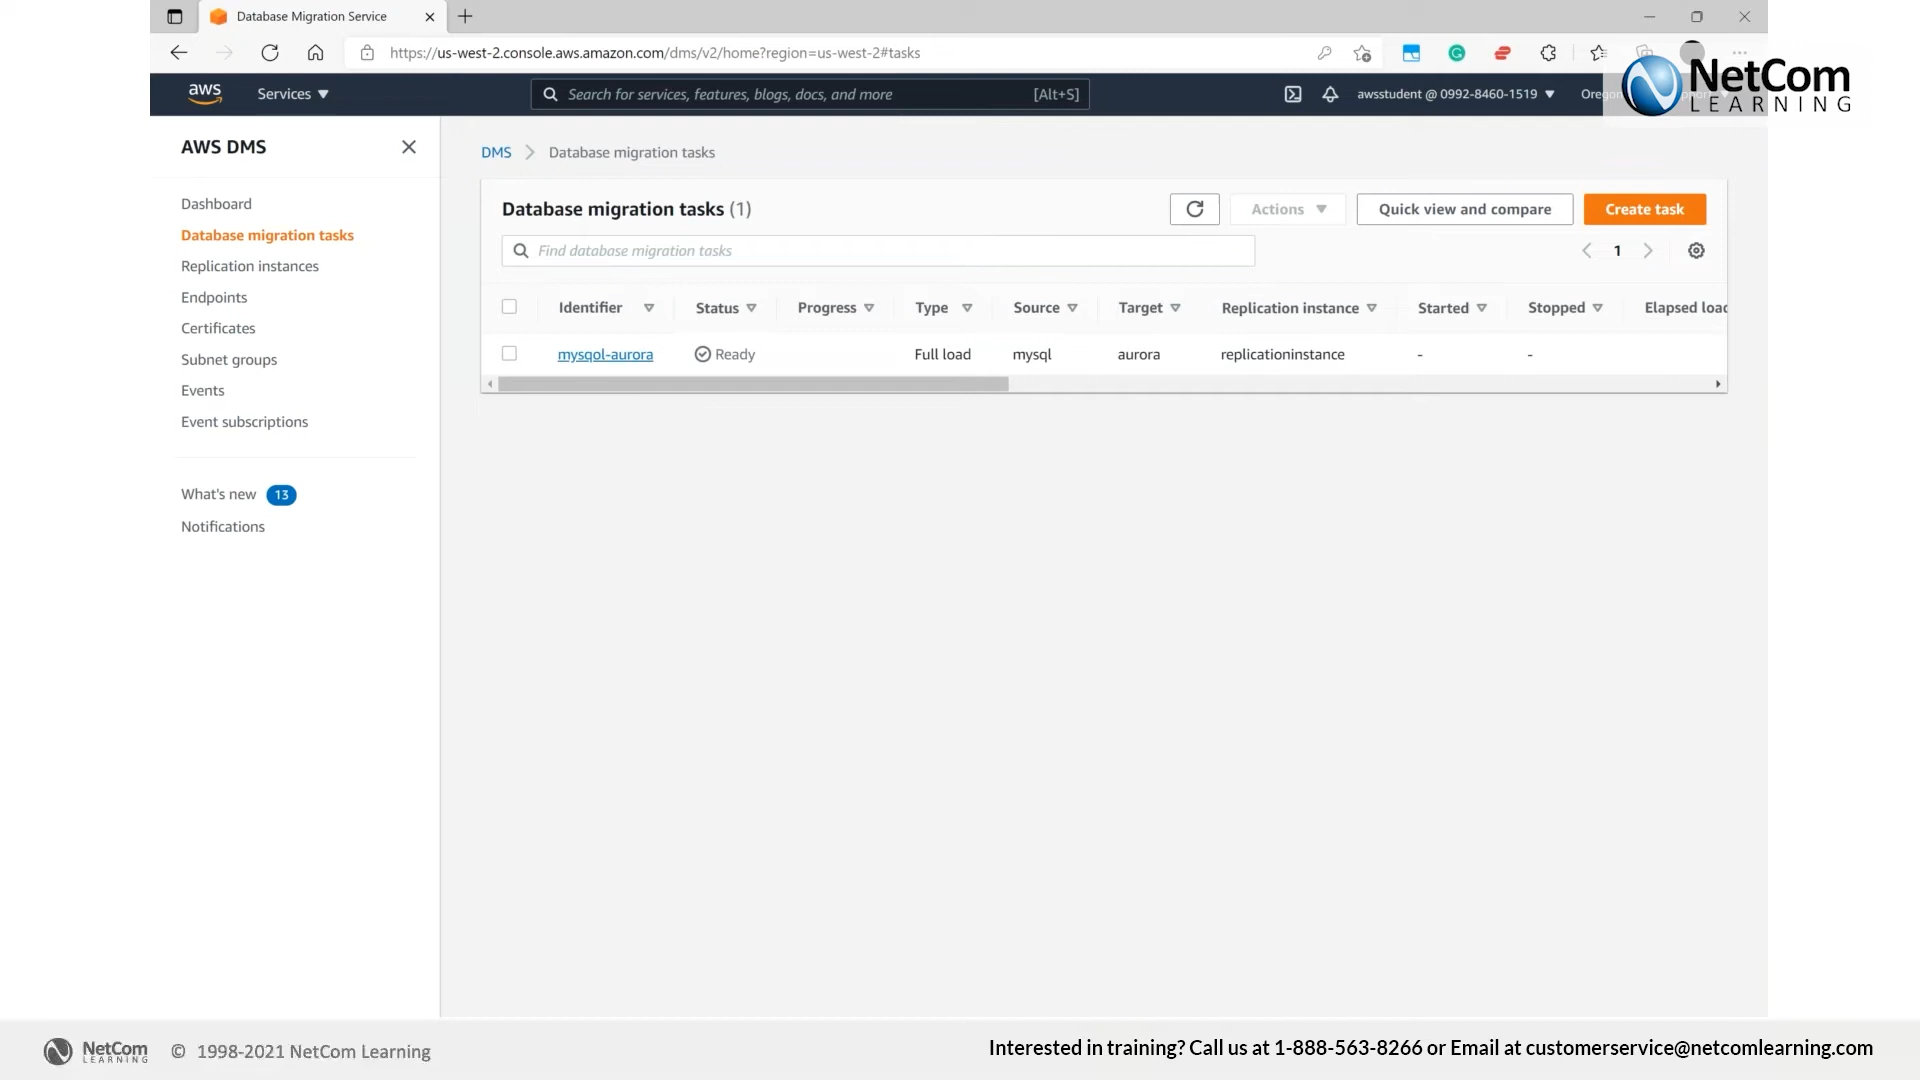 Database Migration Service
https://us-west-2.console.aws.amazon.com/dms/v2/home?region=us-west-2#tasks
aws Services Search for services, features, blogs, docs, and more [Alt+S] awsstudent @ 0992-8460-1519
NetCom
LEARNING
AWS DMS
Dashboard
Database migration tasks
Replication instances
Endpoints
Certificates
Subnet groups
Events
Event subscriptions
What's new 13
Notifications
DMS Database migration tasks
Database migration tasks (1) Actions Quick view and compare Create task
Find database migration tasks 1
Identifier Status Progress Type Source Target Replication instance Started Stopped Elapsed
mysqol-aurora Ready Full load mysql aurora replicationinstance - -
NetCom
LEARNING
© 1998-2021 NetCom Learning
Interested in training? Call us at 1-888-563-8266 or Email at customerservice@netcomlearning.com